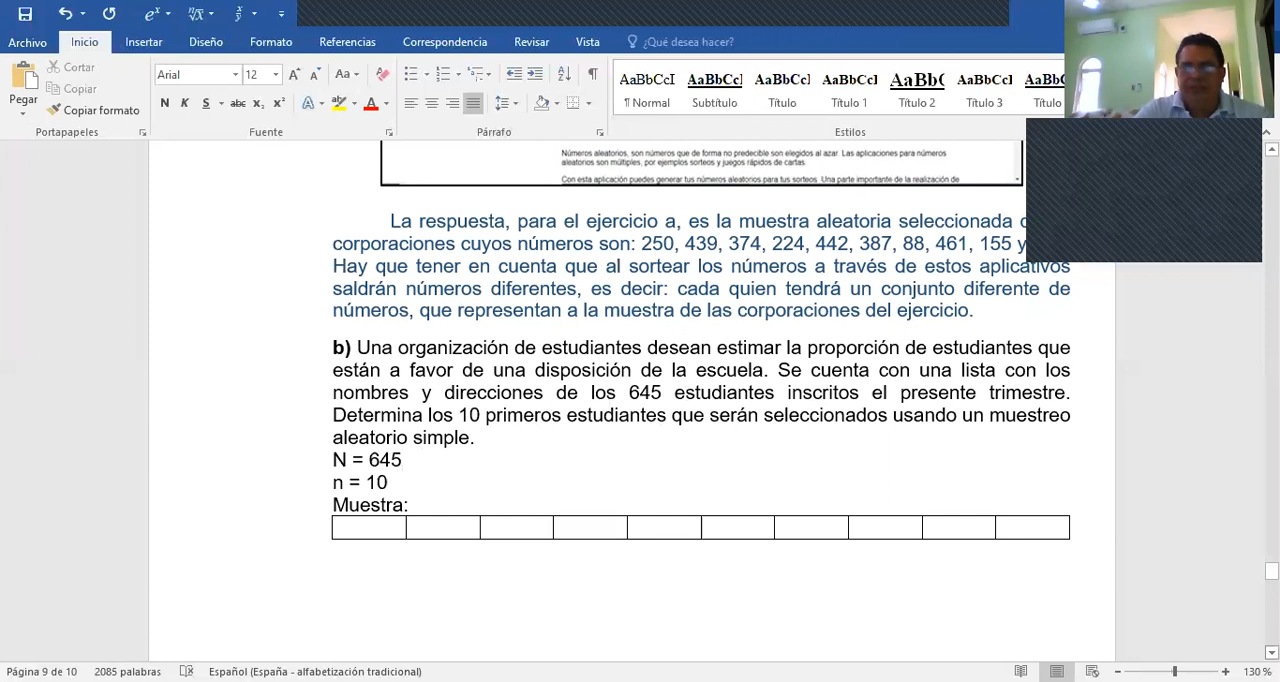 Archivo Inicio Insertar Diseño Formato Referencias Correspondencia Revisar Vista ¿Qué desea hacer?
Pegar
Cortar
Copiar
Copiar formato
Portapapeles
Arial 12 Aa
N K S abc x₂ x²
Fuente
Párrafo
AaBbCcI AaBbCcI AaBbCcI AaBbCcI AaBb( AaBbCcI AaBbCcI
¶ Normal Subtítulo Título Título 1 Título 2 Título 3 Título
Estilos
Números aleatorios, son números que de forma no predecible son elegidos al azar. Las aplicaciones para números
aleatorios son múltiples, por ejemplos sorteos y juegos rápidos de cartas.
Con esta aplicación puedes generar tus números aleatorios para tus sorteos. Una parte importante de la realización de
La respuesta, para el ejercicio a, es la muestra aleatoria seleccionada
corporaciones cuyos números son: 250, 439, 374, 224, 442, 387, 88, 461, 155 y
Hay que tener en cuenta que al sortear los números a través de estos aplicativos
saldrán números diferentes, es decir: cada quien tendrá un conjunto diferente de
números, que representan a la muestra de las corporaciones del ejercicio.
b) Una organización de estudiantes desean estimar la proporción de estudiantes que
están a favor de una disposición de la escuela. Se cuenta con una lista con los
nombres y direcciones de los 645 estudiantes inscritos el presente trimestre.
Determina los 10 primeros estudiantes que serán seleccionados usando un muestreo
aleatorio simple.
N = 645
n = 10
Muestra:
Página 9 de 10 2085 palabras Español (España - alfabetización tradicional) 130 %